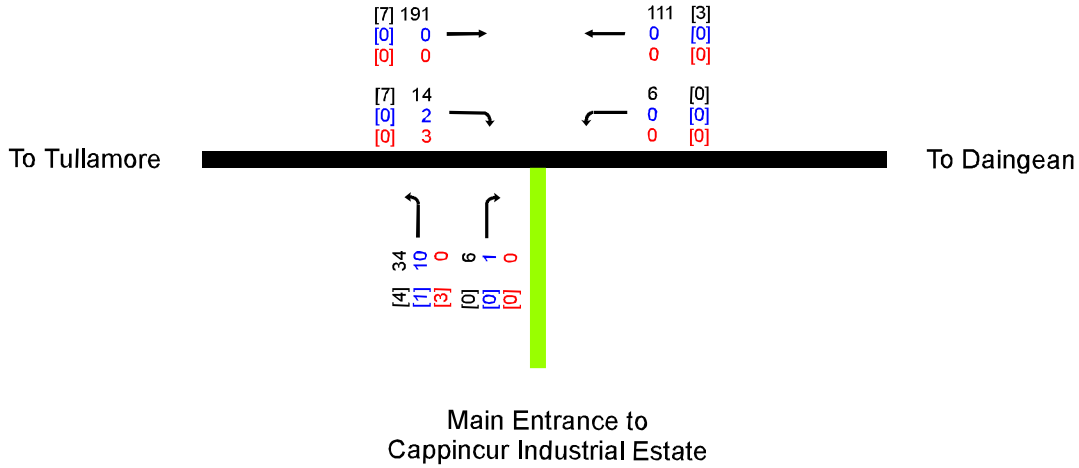 [7] 191
[0] 0
[0] 0
111 [3]
0 [0]
0 [0]
[7] 14
[0] 2
[0] 3
6 [0]
0 [0]
0 [0]
To Tullamore
To Daingean
34 10 0 6 1 0
[4] [1] [3] [0] [0] [0]
Main Entrance to
Cappincur Industrial Estate